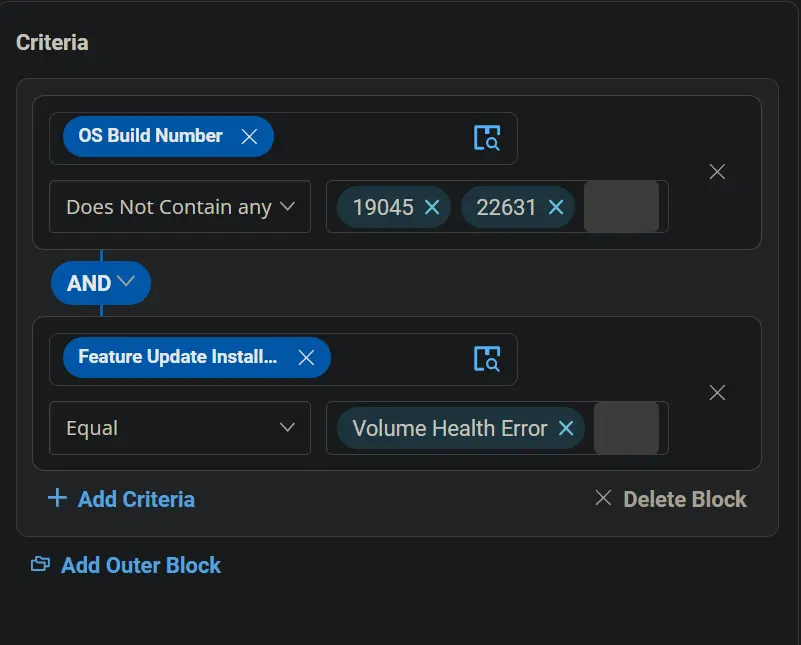 Criteria
OS Build Number
Does Not Contain any
19045
22631
AND
Feature Update Install...
Equal
Volume Health Error
Add Criteria
Delete Block
Add Outer Block